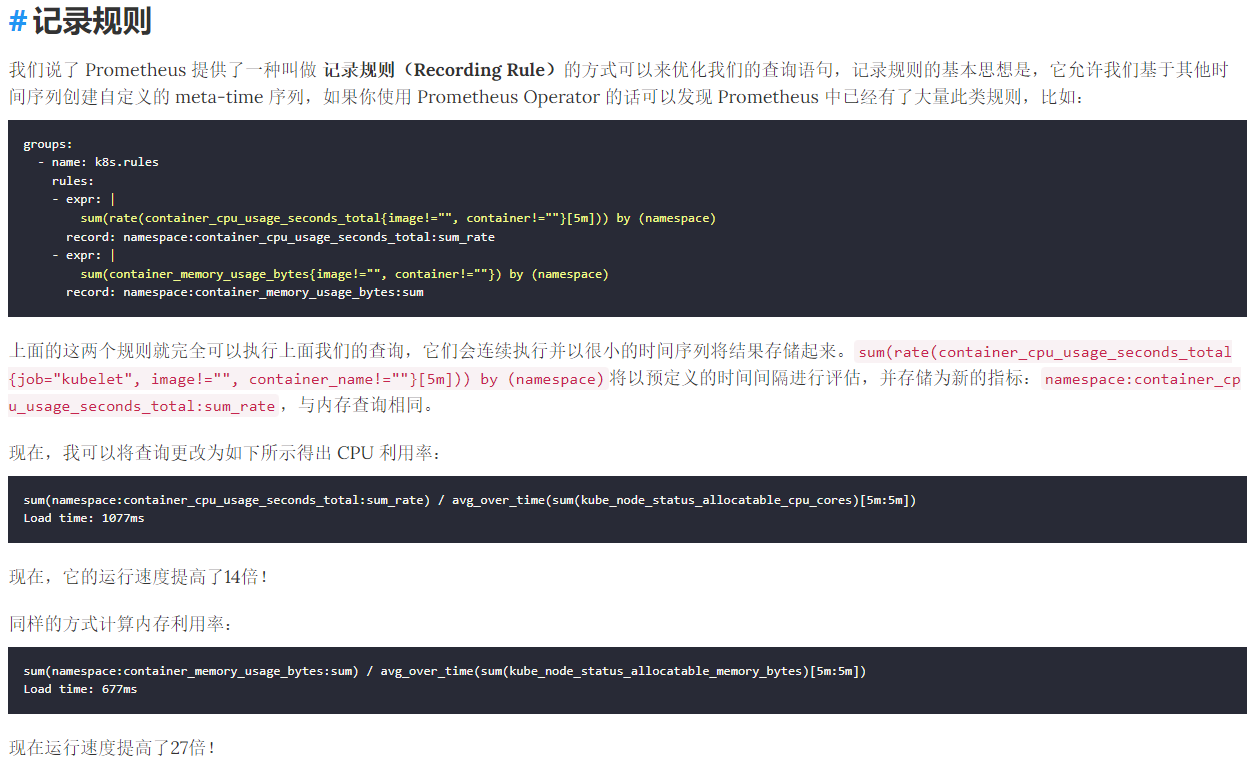 # 记录规则
我们说了 Prometheus 提供了一种叫做 记录规则（Recording Rule）的方式可以来优化我们的查询语句，记录规则的基本思想是，它允许我们基于其他时
间序列创建自定义的 meta-time 序列，如果你使用 Prometheus Operator 的话可以发现 Prometheus 中已经有了大量此类规则，比如：
groups:
  - name: k8s.rules
    rules:
    - expr: |
        sum(rate(container_cpu_usage_seconds_total{image!="", container!=""}[5m])) by (namespace)
      record: namespace:container_cpu_usage_seconds_total:sum_rate
    - expr: |
        sum(container_memory_usage_bytes{image!="", container!=""}) by (namespace)
      record: namespace:container_memory_usage_bytes:sum
上面的这两个规则就完全可以执行上面我们的查询，它们会连续执行并以很小的时间序列将结果存储起来。sum(rate(container_cpu_usage_seconds_total
{job="kubelet", image!="", container_name!=""}[5m])) by (namespace) 将以预定义的时间间隔进行评估，并存储为新的指标：namespace:container_cp
u_usage_seconds_total:sum_rate，与内存查询相同。
现在，我可以将查询更改为如下所示得出 CPU 利用率：
sum(namespace:container_cpu_usage_seconds_total:sum_rate) / avg_over_time(sum(kube_node_status_allocatable_cpu_cores)[5m:5m])
Load time: 1077ms
现在，它的运行速度提高了14倍！
同样的方式计算内存利用率：
sum(namespace:container_memory_usage_bytes:sum) / avg_over_time(sum(kube_node_status_allocatable_memory_bytes)[5m:5m])
Load time: 677ms
现在运行速度提高了27倍！